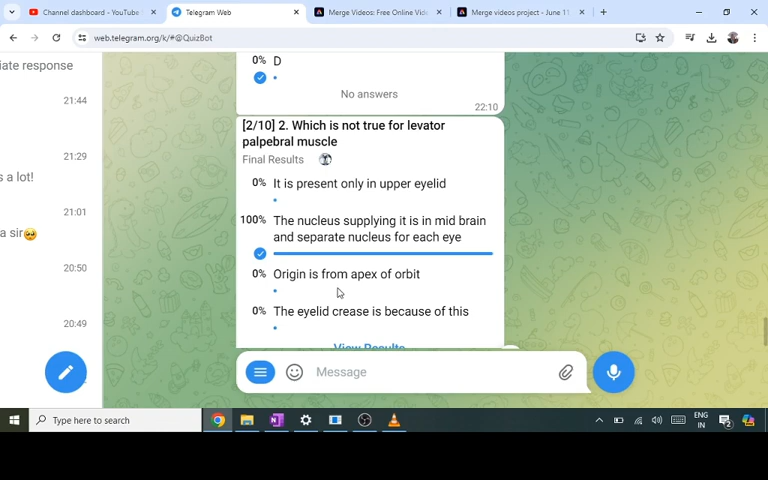 Channel dashboard - YouTube
Telegram Web
Merge Videos: Free Online Vide
Merge videos project - June 11
web.telegram.org/k/#@QuizBot
iate response
21:44
21:29
s a lot!
21:01
a sir🥺
20:50
20:49
0% D
No answers
22:10
[2/10] 2. Which is not true for levator
palpebral muscle
Final Results
0% It is present only in upper eyelid
100% The nucleus supplying it is in mid brain
and separate nucleus for each eye
0% Origin is from apex of orbit
0% The eyelid crease is because of this
View Results
Message
Type here to search
ENG
IN
2